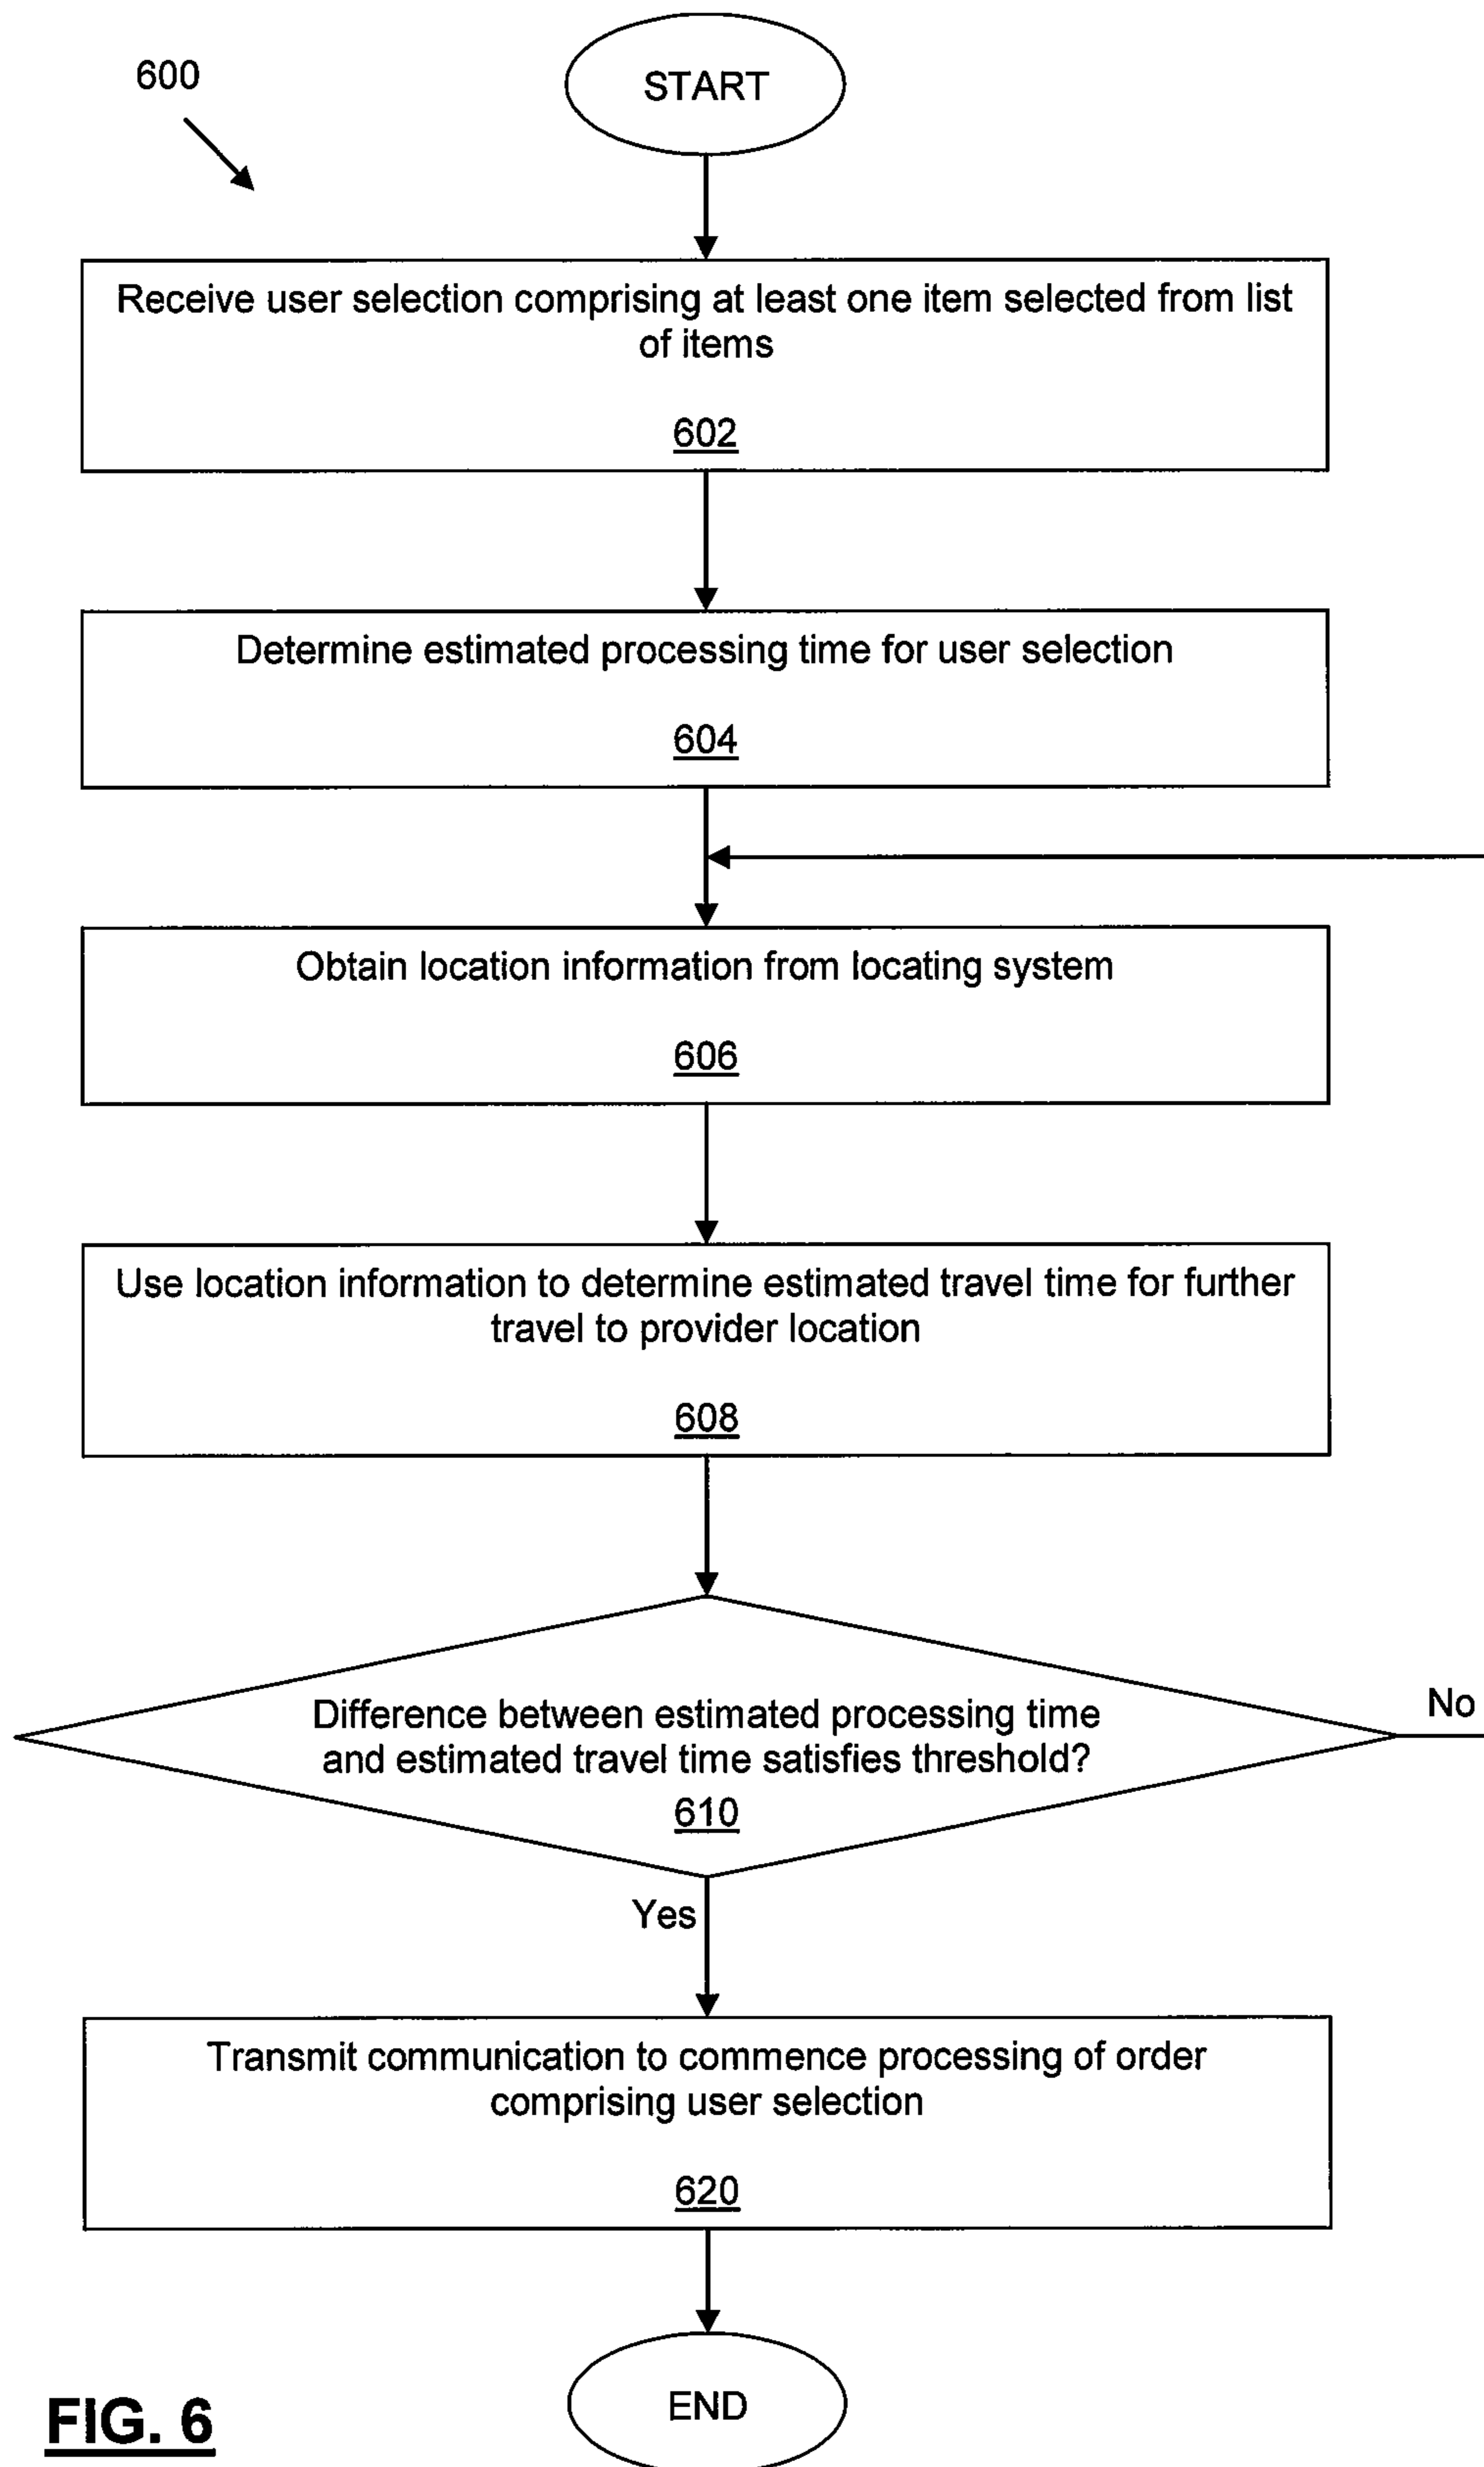 600
START
Receive user selection comprising at least one item selected from list
of items
602
Determine estimated processing time for user selection
604
Obtain location information from locating system
606
Use location information to determine estimated travel time for further
travel to provider location
608
Difference between estimated processing time
and estimated travel time satisfies threshold?
610
No
Yes
Transmit communication to commence processing of order
comprising user selection
620
END
FIG. 6